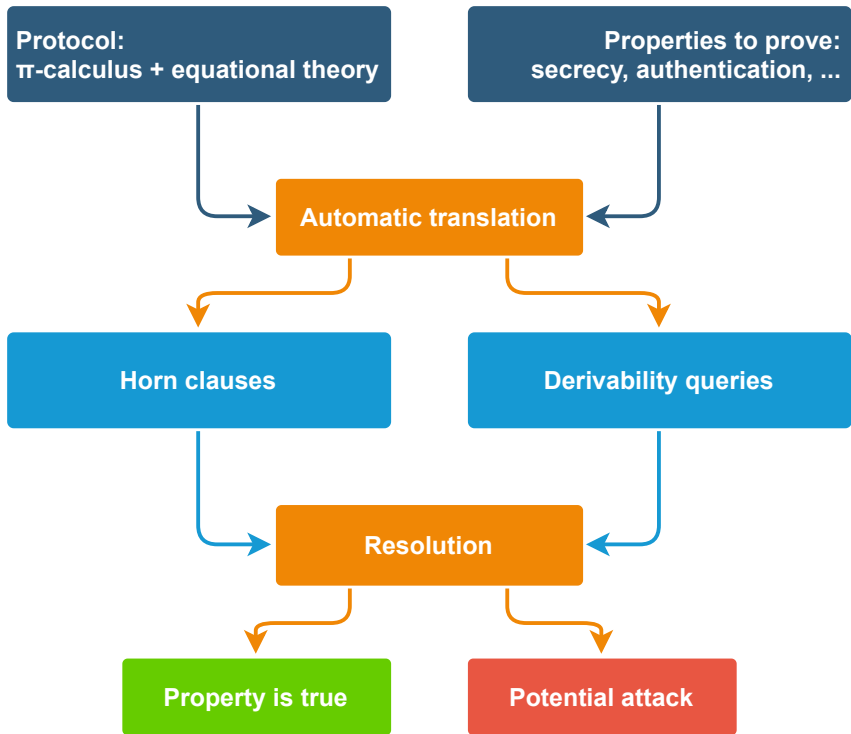 Protocol:
π-calculus + equational theory
Properties to prove:
secrecy, authentication, ...
Automatic translation
Horn clauses
Derivability queries
Resolution
Property is true
Potential attack